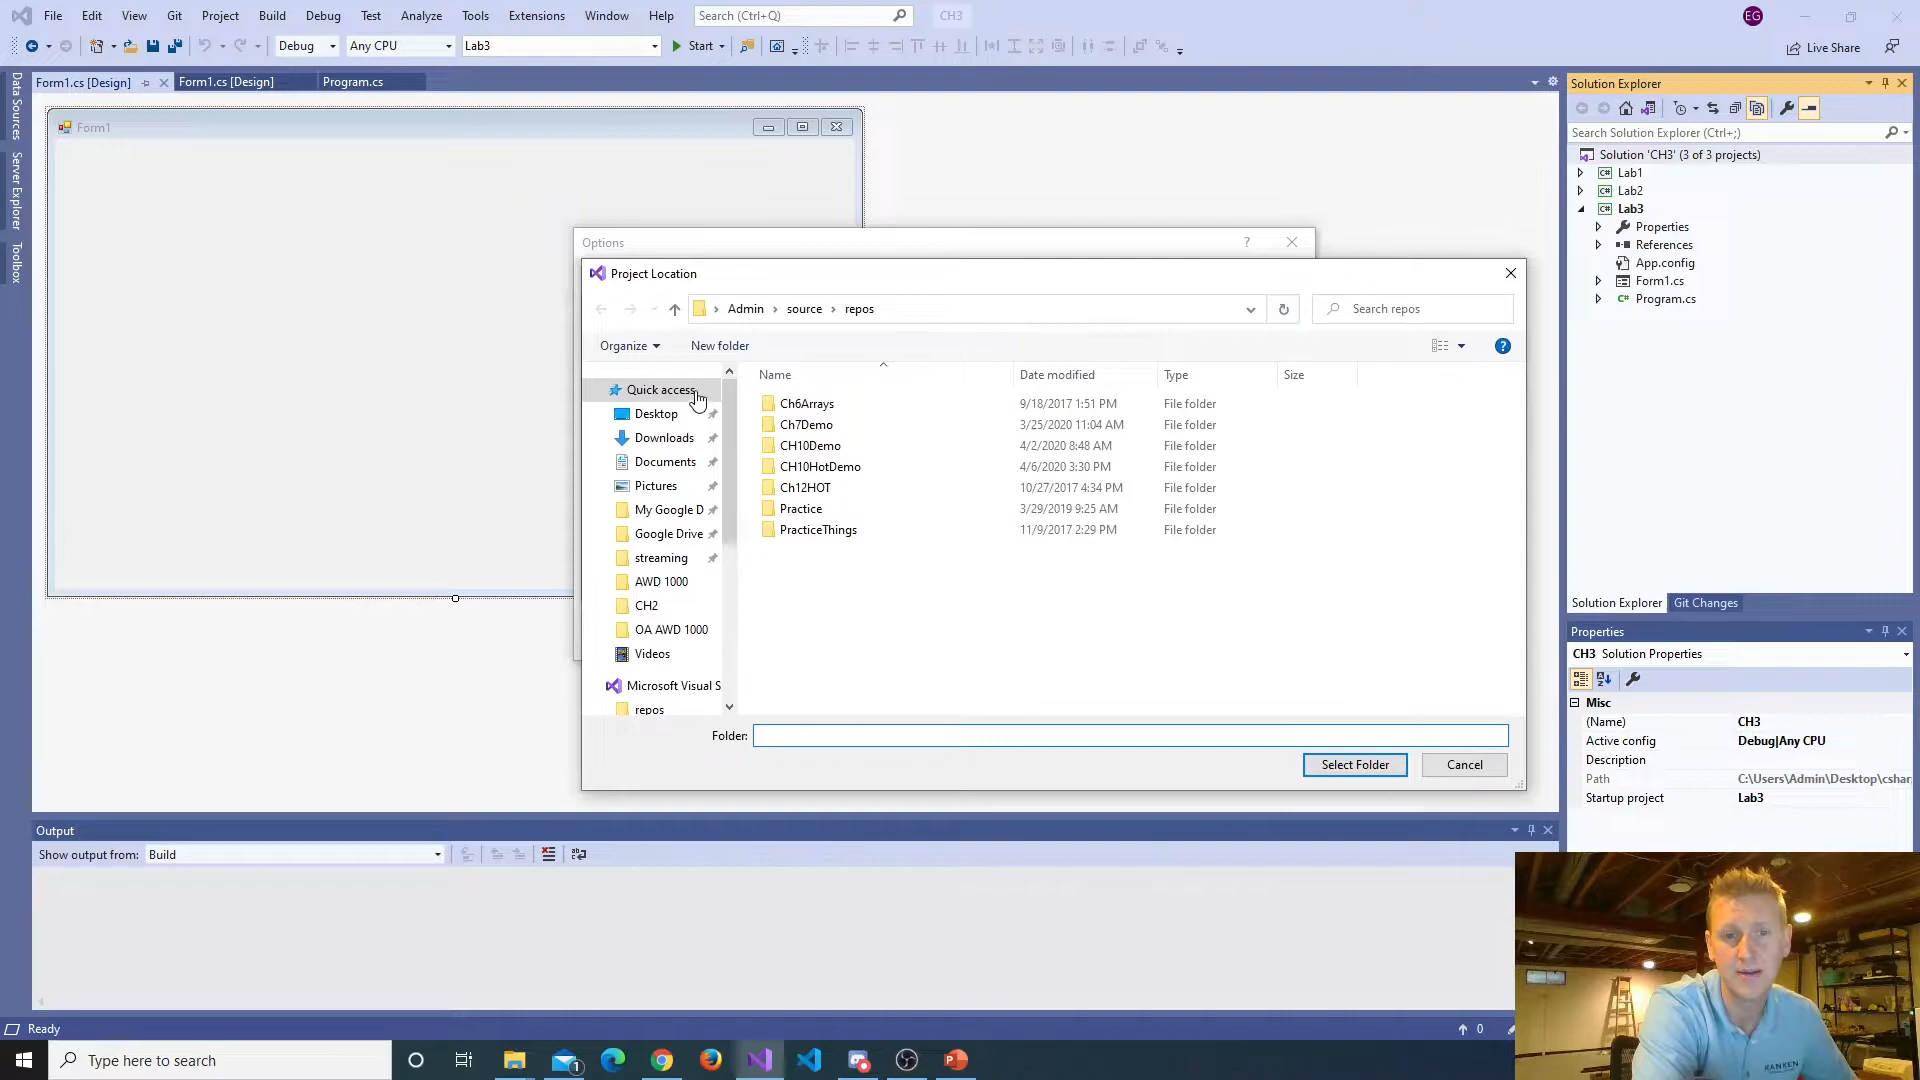 File Edit View Git Project Build Debug Test Analyze Tools Extensions Window Help Search (Ctrl+Q) CH3 EG
Debug Any CPU Lab3 Start Live Share
Form1.cs [Design] Form1.cs [Design] Program.cs
Data Sources
Server Explorer
Toolbox
Form1
Options ?
Project Location
Admin source repos Search repos
Organize New folder
Name Date modified Type Size
Quick access
Desktop
Downloads
Documents
Pictures
My Google D
Google Drive
streaming
AWD 1000
CH2
OA AWD 1000
Videos
Microsoft Visual S
repos
Ch6Arrays 9/18/2017 1:51 PM File folder
Ch7Demo 3/25/2020 11:04 AM File folder
CH10Demo 4/2/2020 8:48 AM File folder
CH10HotDemo 4/6/2020 3:30 PM File folder
Ch12HOT 10/27/2017 4:34 PM File folder
Practice 3/29/2019 9:25 AM File folder
PracticeThings 11/9/2017 2:29 PM File folder
Folder:
Select Folder Cancel
Solution Explorer
Search Solution Explorer (Ctrl+;)
Solution 'CH3' (3 of 3 projects)
C# Lab1
C# Lab2
C# Lab3
Properties
References
App.config
Form1.cs
C# Program.cs
Solution Explorer Git Changes
Properties
CH3 Solution Properties
Misc
(Name) CH3
Active config Debug|Any CPU
Description
Path C:\Users\Admin\Desktop\cshar
Startup project Lab3
Output
Show output from: Build
Ready 0
Type here to search 1
RANKEN